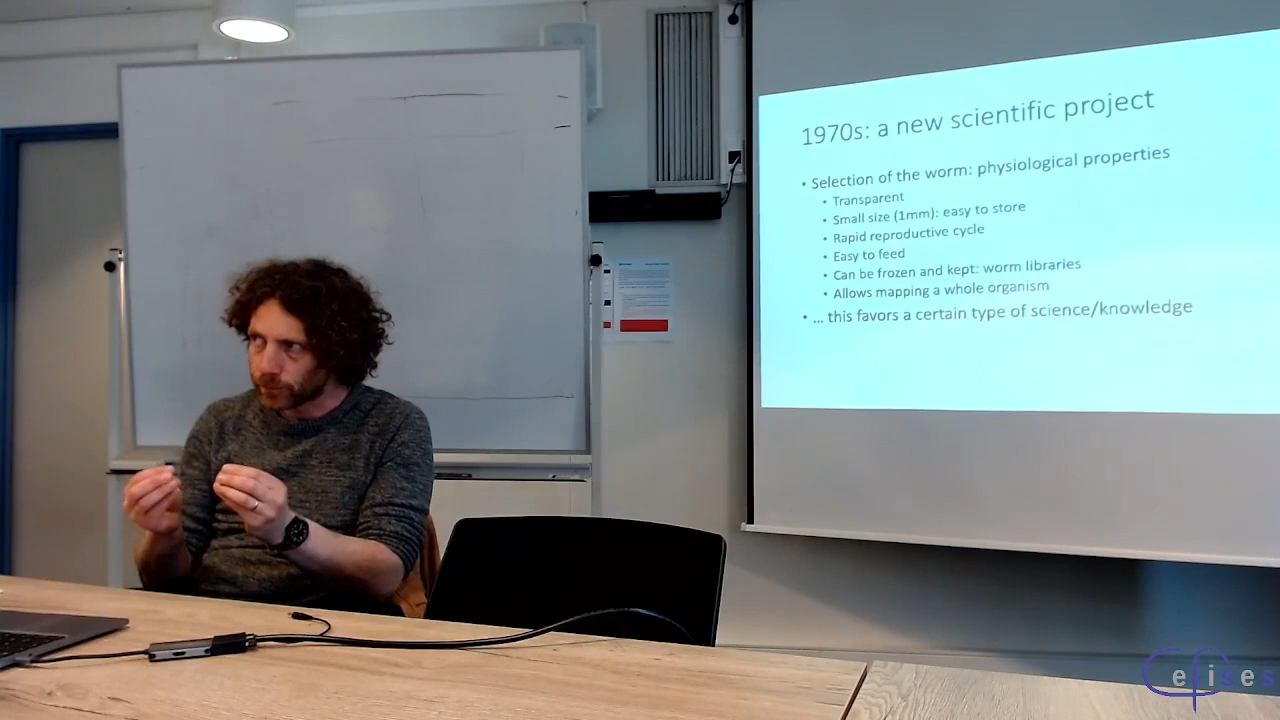 1970s: a new scientific project
• Selection of the worm: physiological properties
• Transparent
• Small size (1mm): easy to store
• Rapid reproductive cycle
• Easy to feed
• Can be frozen and kept: worm libraries
• Allows mapping a whole organism
• ... this favors a certain type of science/knowledge
Cefises